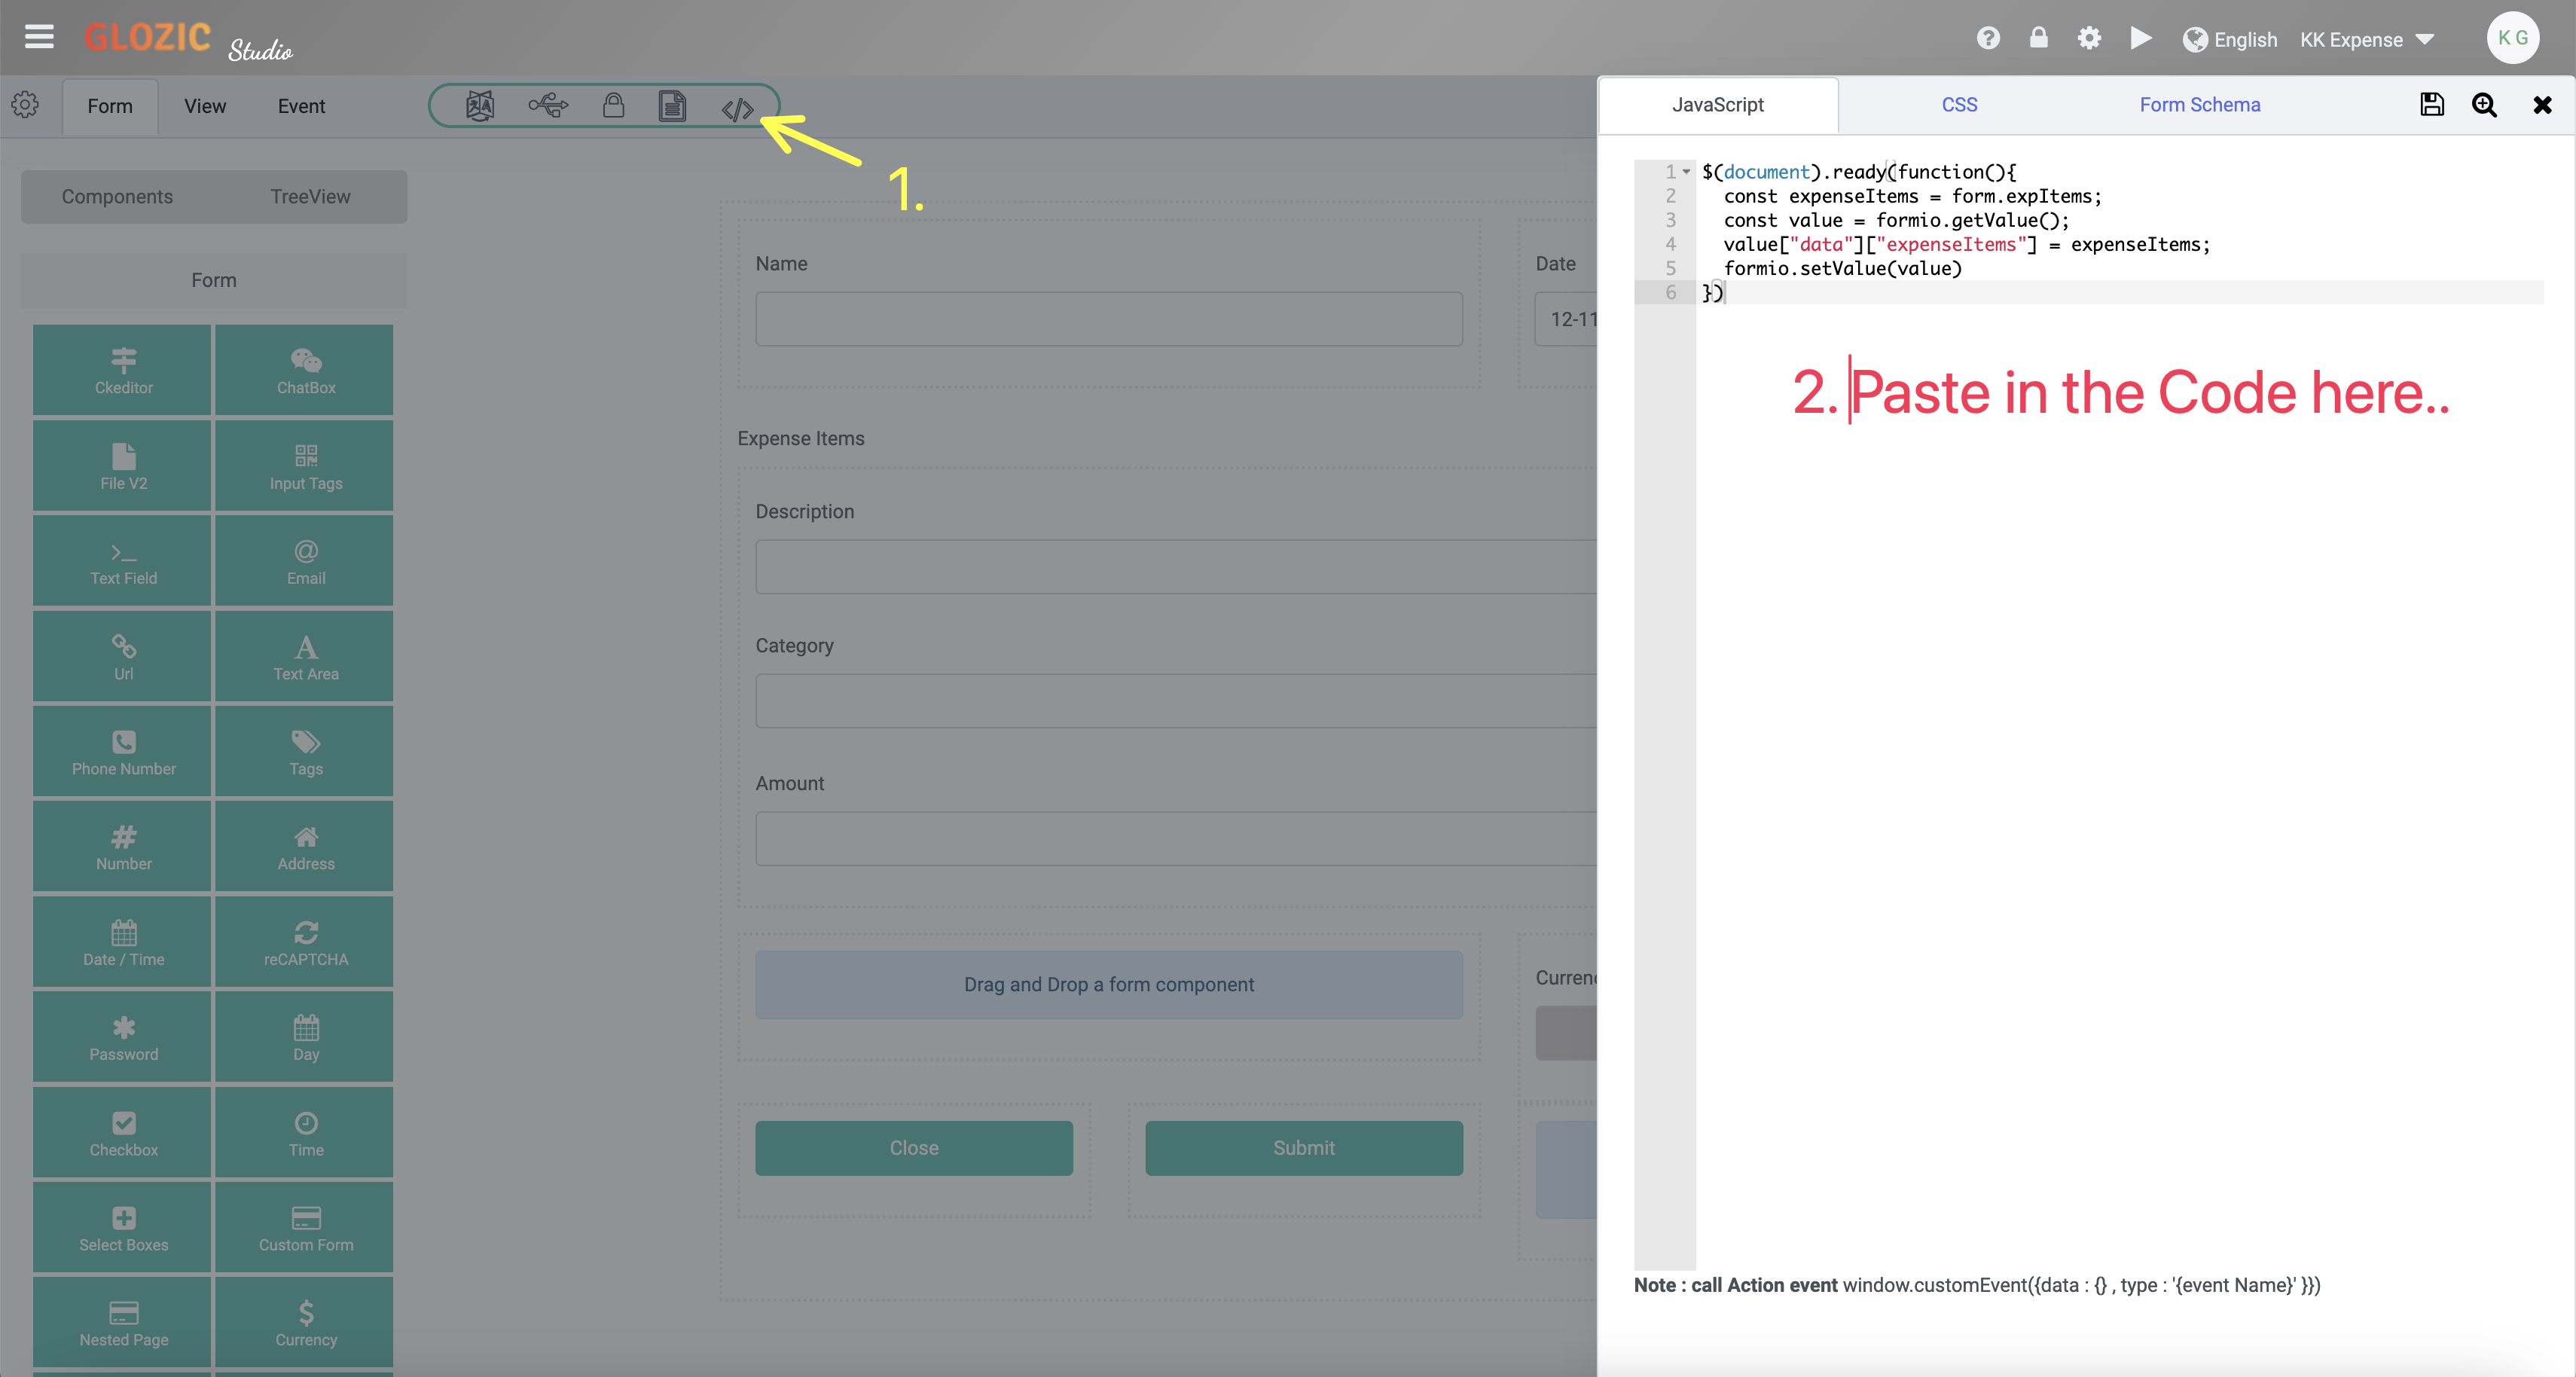 GLOZIC Studio
English
KK Expense
K G
Form
View
Event
1.
Components
TreeView
Form
Ckeditor
ChatBox
File V2
Input Tags
Text Field
Email
Url
Text Area
Phone Number
Tags
Number
Address
Date / Time
reCAPTCHA
Password
Day
Checkbox
Time
Select Boxes
Custom Form
Nested Page
Currency
Name
Date
12-11
Expense Items
Description
Category
Amount
Drag and Drop a form component
Currenc
Close
Submit
JavaScript
CSS
Form Schema
1 $(document).ready(function(){
2 const expenseItems = form.expItems;
3 const value = formio.getValue();
4 value["data"]["expenseItems"] = expenseItems;
5 formio.setValue(value)
6 })
2. Paste in the Code here..
Note : call Action event window.customEvent({data : {} , type : '{event Name}' }})